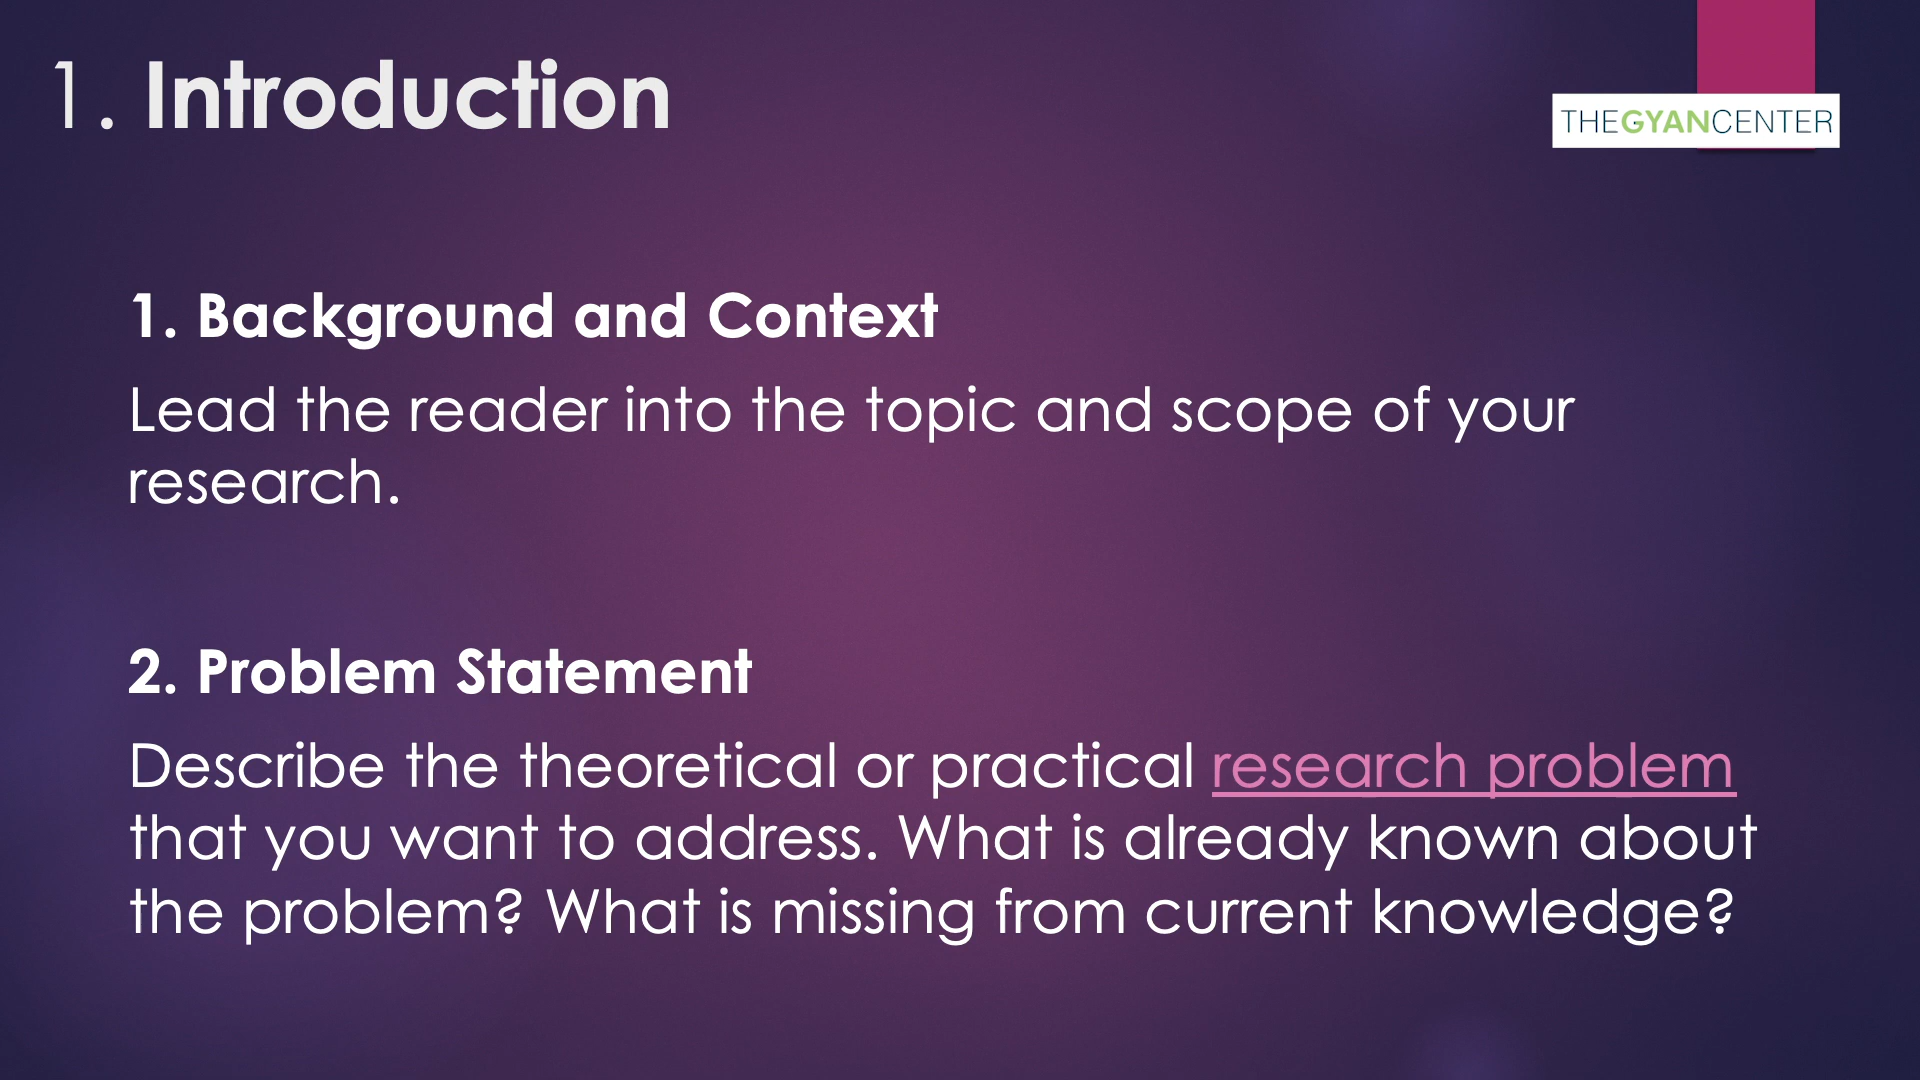 1. Introduction
THEGYANCENTER
1. Background and Context
Lead the reader into the topic and scope of your
research.
2. Problem Statement
Describe the theoretical or practical research problem
that you want to address. What is already known about
the problem? What is missing from current knowledge?